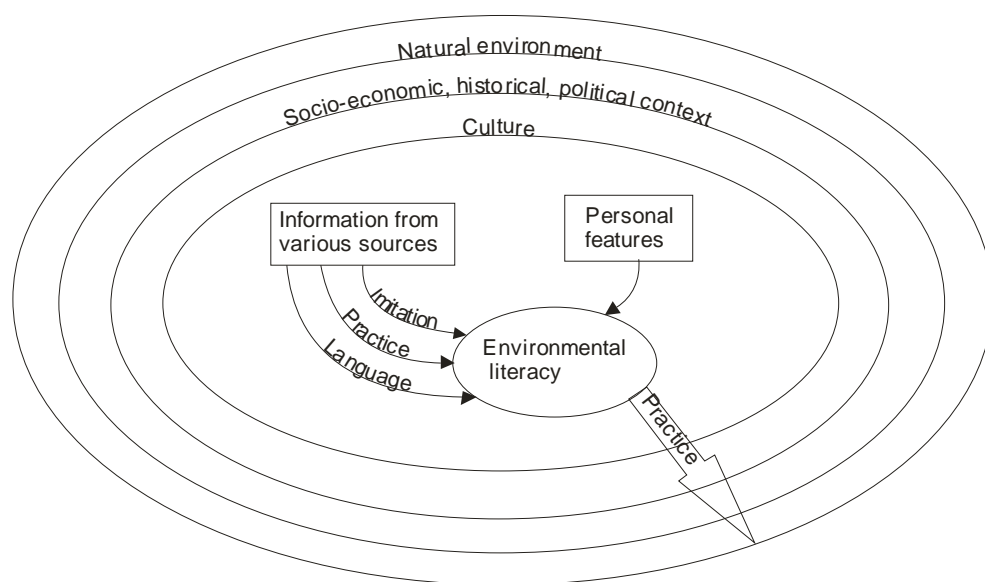 Natural environment
Socio-economic, historical, political context
Culture
Information from
various sources
Personal
features
Imitation
Practice
Language
Environmental
literacy
Practice